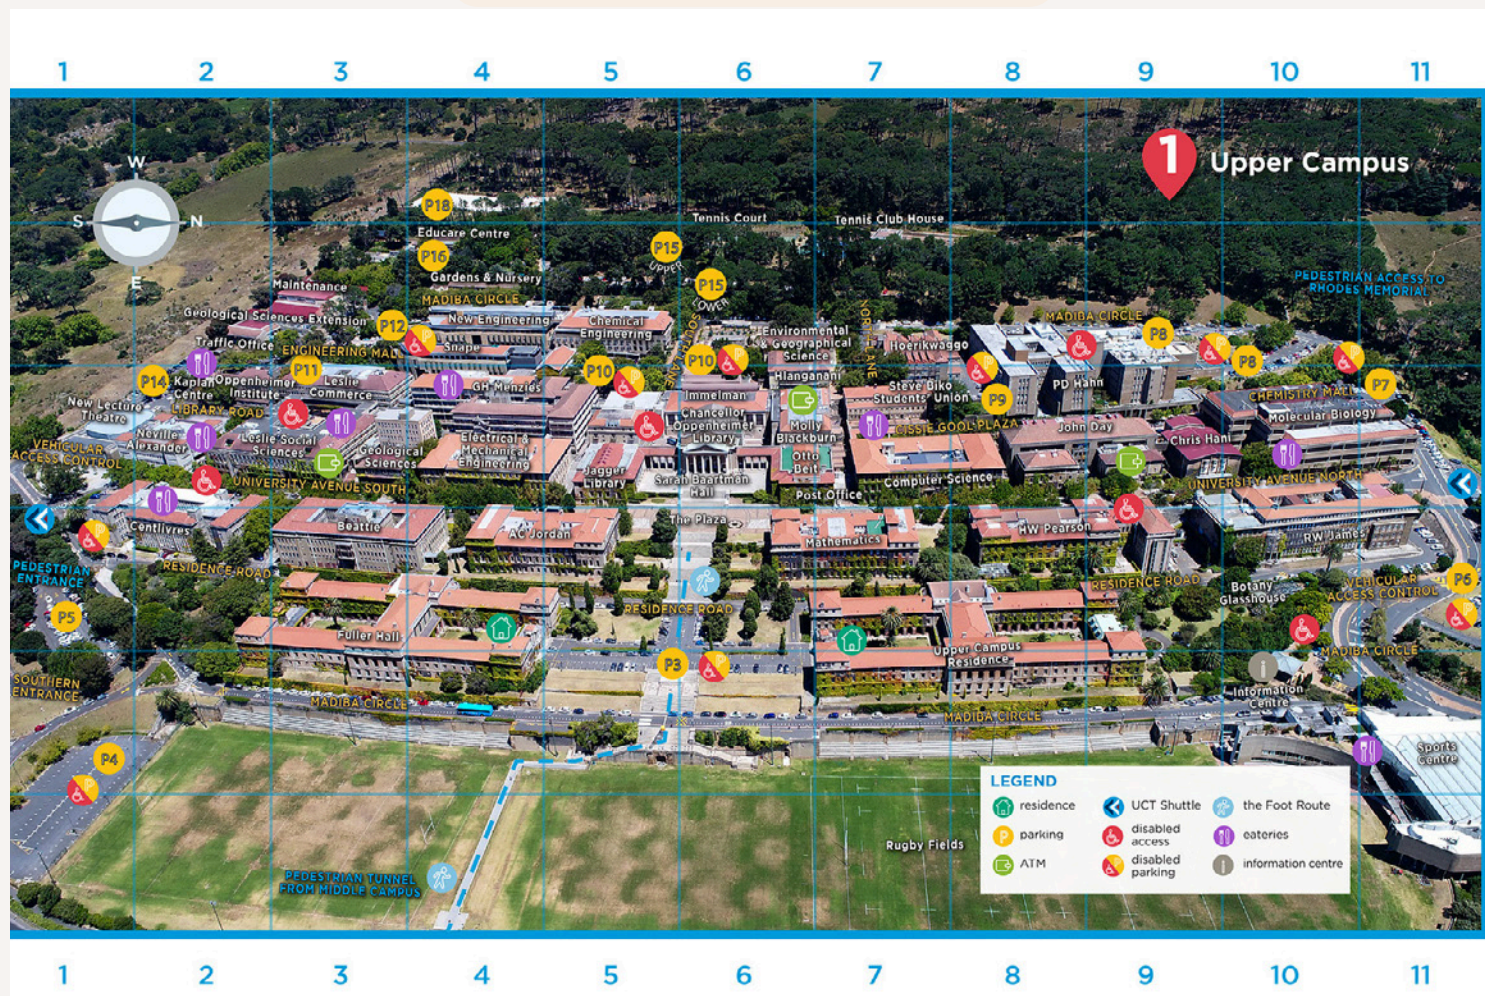 1 2 3 4 5 6 7 8 9 10 11
1 Upper Campus
W
S N
E
P18
Educare Centre
P16
Gardens & Nursery
MADIBA CIRCLE
Tennis Court
Tennis Club House
P15
UPPER
P15
LOWER
PEDESTRIAN ACCESS TO
RHODES MEMORIAL
Maintenance
Geological Sciences Extension
P12
New Engineering
Snape
Chemical
Engineering
SOUTH LANE
Environmental
& Geographical
Science
NORTH LANE
Hoerikwaggo
MADIBA CIRCLE
P8
P8
Traffic Office
ENGINEERING MALL
P14
Kaplan
Centre
Oppenheimer
Institute
P11
Leslie
Commerce
GH Menzies
P10
P10
Immelman
Hlanganani
Steve Biko
Students' Union
P9
PD Hahn
P7
CHEMISTRY MALL
Molecular Biology
New Lecture
Theatre
LIBRARY ROAD
Chancellor
Oppenheimer
Library
Molly
Blackburn
CISSIE GOOL PLAZA
John Day
Chris Hani
VEHICULAR
ACCESS CONTROL
Neville
Alexander
Leslie Social
Sciences
Geological
Sciences
Electrical &
Mechanical
Engineering
Jagger
Library
Sarah Baartman
Hall
Otto
Beit
Post Office
Computer Science
UNIVERSITY AVENUE NORTH
UNIVERSITY AVENUE SOUTH
Centlivres
Beattie
AC Jordan
The Plaza
Mathematics
HW Pearson
RW James
PEDESTRIAN
ENTRANCE
RESIDENCE ROAD
RESIDENCE ROAD
RESIDENCE ROAD
Botany
Glasshouse
VEHICULAR
ACCESS CONTROL
P6
P5
Fuller Hall
P3
Upper Campus
Residence
MADIBA CIRCLE
SOUTHERN
ENTRANCE
MADIBA CIRCLE
MADIBA CIRCLE
i
Information
Centre
P4
Sports
Centre
Rugby Fields
PEDESTRIAN TUNNEL
FROM MIDDLE CAMPUS
LEGEND
residence
UCT Shuttle
the Foot Route
P parking
disabled
access
eateries
ATM
P disabled
parking
i information centre
1 2 3 4 5 6 7 8 9 10 11